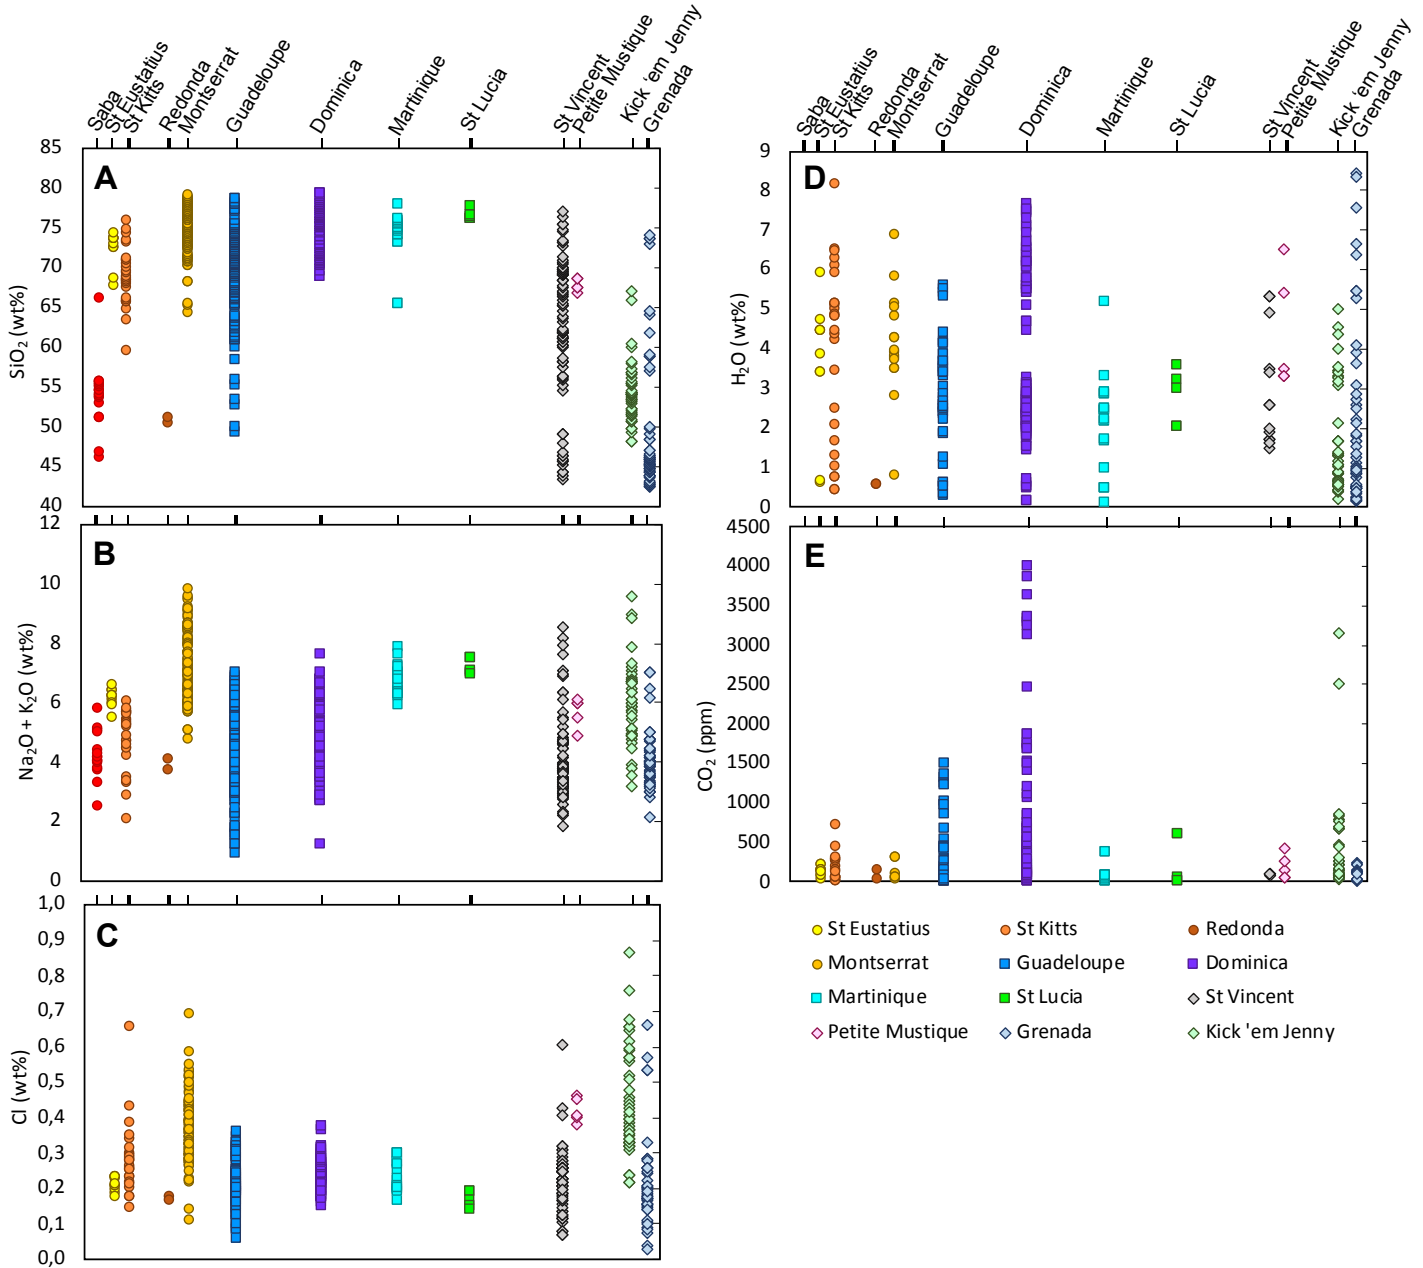 Saba
St Eustatius
St Kitts
Redonda
Montserrat
Guadeloupe
Dominica
Martinique
St Lucia
St Vincent
Petite Mustique
Kick 'em Jenny
Grenada
A
SiO2 (wt%)
85
80
75
70
65
60
55
50
45
40
B
Na2O + K2O (wt%)
12
10
8
6
4
2
0
C
Cl (wt%)
1,0
0,9
0,8
0,7
0,6
0,5
0,4
0,3
0,2
0,1
0,0
Saba
St Eustatius
St Kitts
Redonda
Montserrat
Guadeloupe
Dominica
Martinique
St Lucia
St Vincent
Petite Mustique
Kick 'em Jenny
Grenada
D
H2O (wt%)
9
8
7
6
5
4
3
2
1
0
E
CO2 (ppm)
4500
4000
3500
3000
2500
2000
1500
1000
500
0
St Eustatius St Kitts Redonda
Montserrat Guadeloupe Dominica
Martinique St Lucia St Vincent
Petite Mustique Grenada Kick 'em Jenny